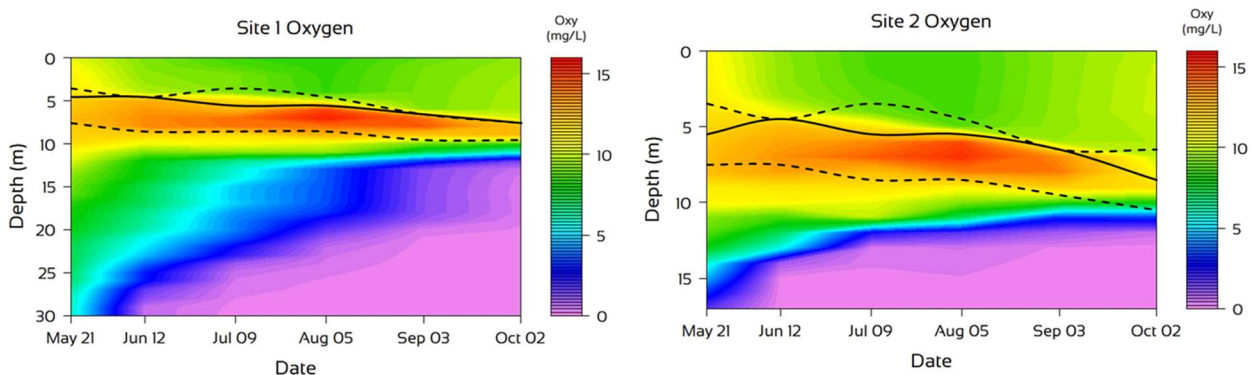 Site 1 Oxygen
Oxy
(mg/L)
0
5
10
15
20
25
30
Depth (m)
May 21
Jun 12
Jul 09
Aug 05
Sep 03
Oct 02
Date
15
10
5
0
Site 2 Oxygen
Oxy
(mg/L)
0
5
10
15
Depth (m)
May 21
Jun 12
Jul 09
Aug 05
Sep 03
Oct 02
Date
15
10
5
0